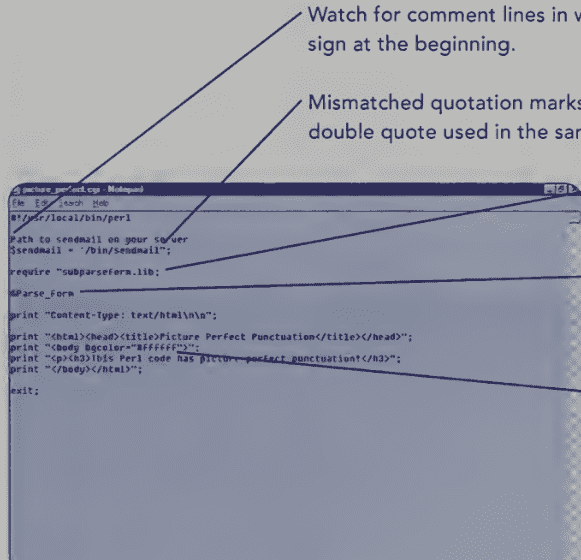 Watch for comment lines in w
sign at the beginning.
Mismatched quotation marks
double quote used in the sar
picture_perfect.cgi - Notepad
File Edit Search Help
#!/usr/local/bin/perl
Path to sendmail on your server
$sendmail = '/bin/sendmail";
require "subparseform.lib;
&Parse_Form
print "Content-Type: text/html\n\n";
print "<html><head><title>Picture Perfect Punctuation</title></head>";
print "<body bgcolor="#ffffff">";
print "<p><h3>This Perl code has picture-perfect punctuation!</h3>";
print "</body></html>";
exit;